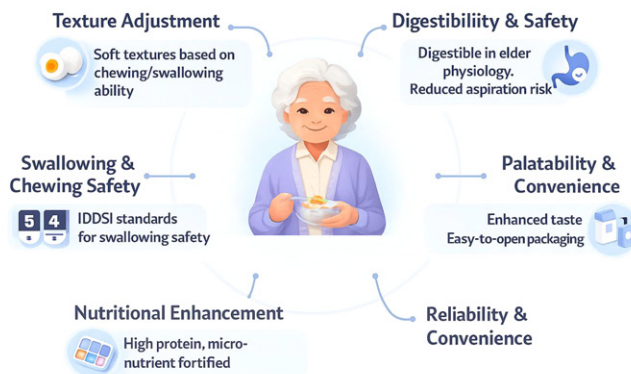 Texture Adjustment
Soft textures based on
chewing/swallowing
ability
Digestibiliity & Safety
Digestible in elder
physiology.
Reduced aspiration risk
Swallowing &
Chewing Safety
5 4
IDDSI standards
for swallowing safety
Palatability &
Convenience
Enhanced taste
Easy-to-open packaging
Nutritional Enhancement
High protein, micro-
nutrient fortified
Reliability &
Convenience